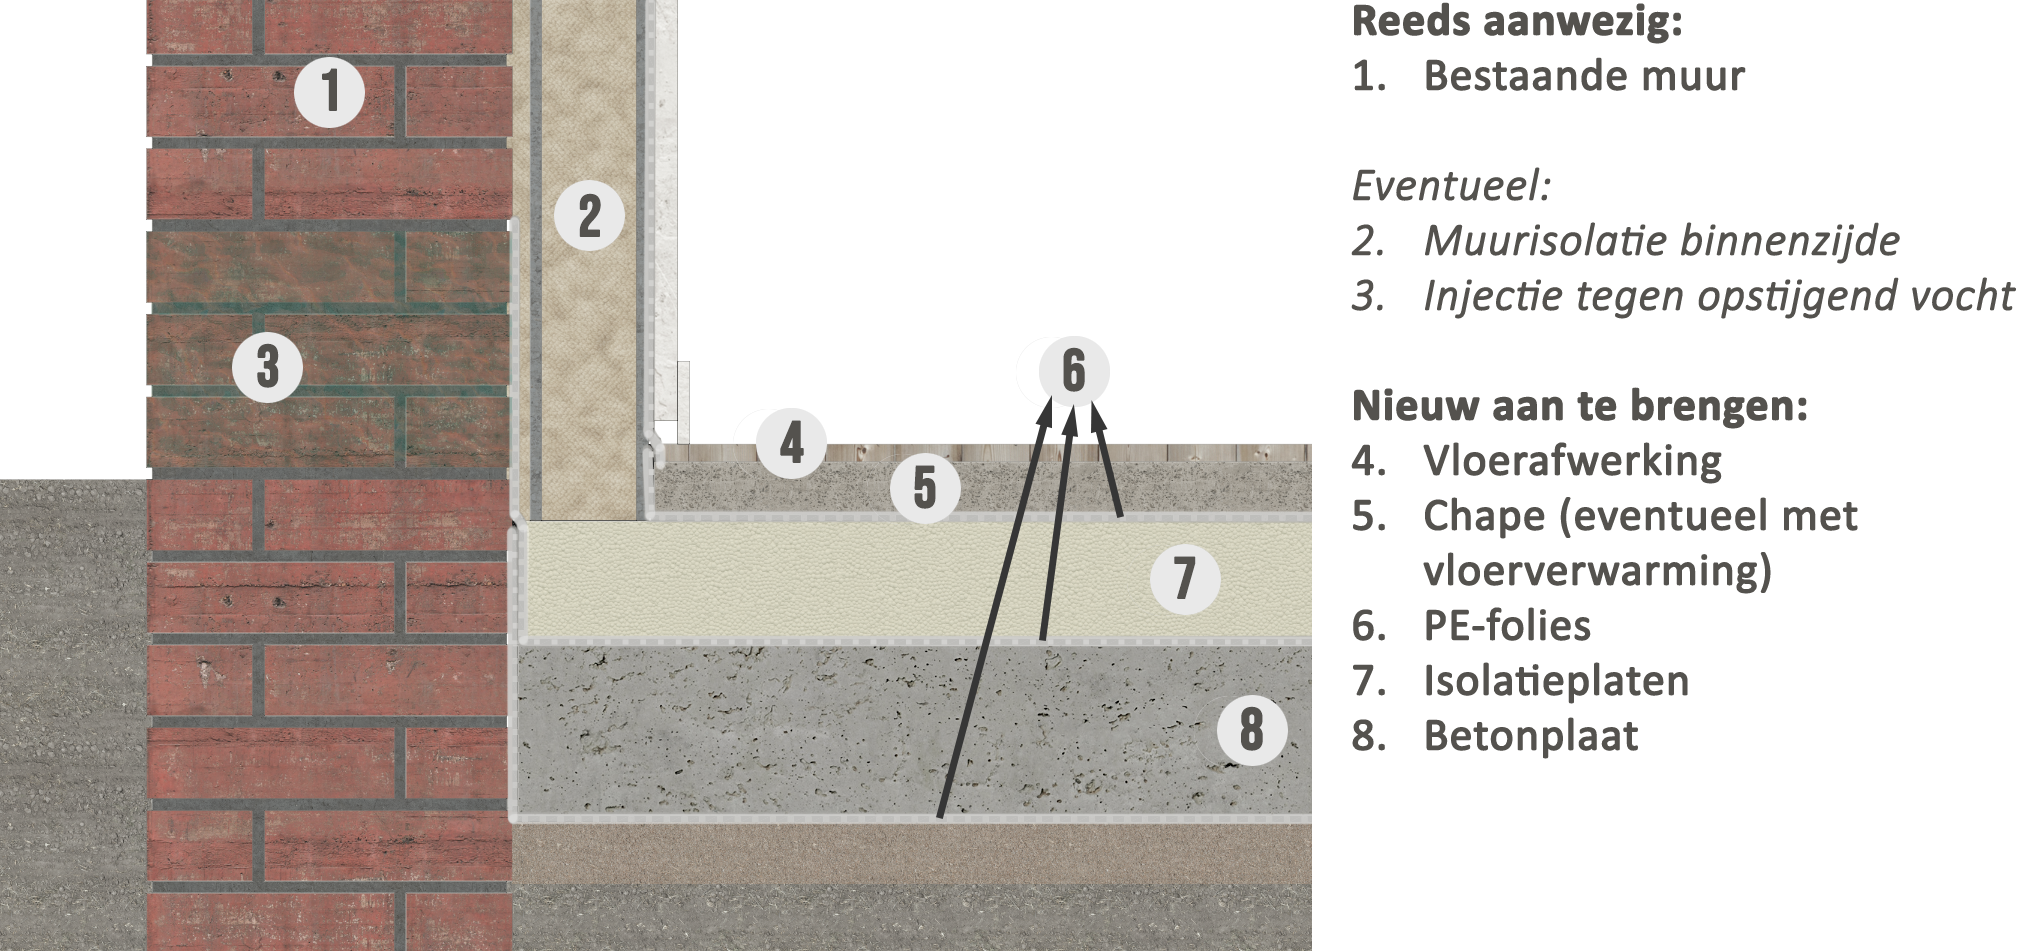 Reeds aanwezig:
1. Bestaande muur
Eventueel:
2. Muurisolatie binnenzijde
3. Injectie tegen opstijgend vocht
Nieuw aan te brengen:
4. Vloerafwerking
5. Chape (eventueel met
vloerverwarming)
6. PE-folies
7. Isolatieplaten
8. Betonplaat
1
2
3
6
4
5
7
8